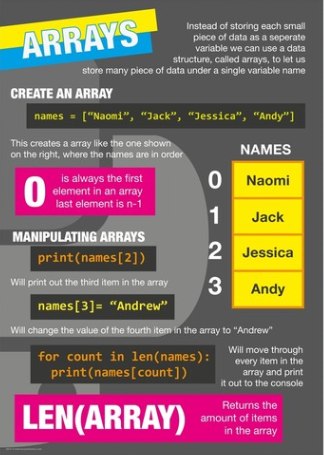 ARRAYS
Instead of storing each small
piece of data as a seperate
variable we can use a data
structure, called arrays, to let us
store many piece of data under a single variable name
CREATE AN ARRAY
names = ["Naomi", "Jack", "Jessica", "Andy"]
This creates a array like the one shown
on the right, where the names are in order
0 is always the first
element in an array
last element is n-1
NAMES
0 Naomi
1 Jack
2 Jessica
3 Andy
MANIPULATING ARRAYS
print(names[2])
Will print out the third item in the array
names[3]= "Andrew"
Will change the value of the fourth item in the array to "Andrew"
for count in len(names):
print(names[count])
Will move through
every item in the
array and print
it out to the console
LEN(ARRAY)
Returns the
amount of items
in the array